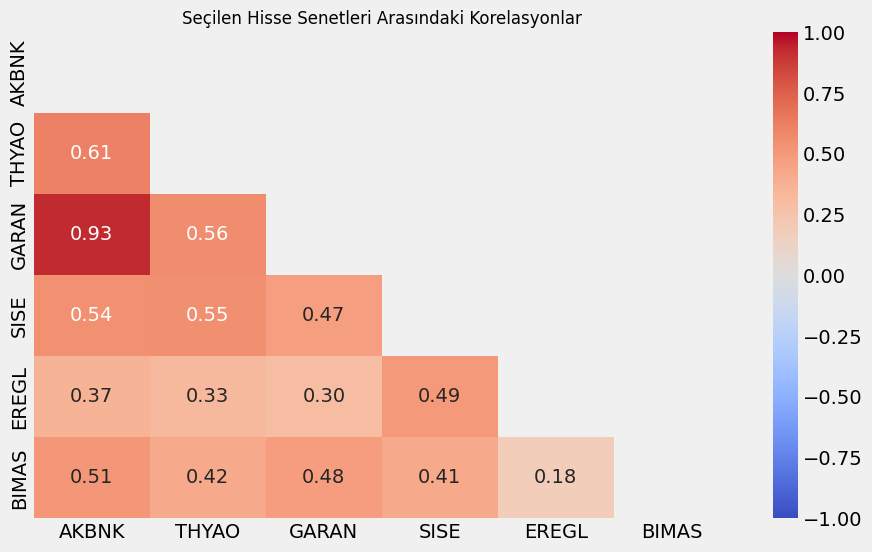 Seçilen Hisse Senetleri Arasındaki Korelasyonlar
AKBNK
THYAO 0.61
GARAN 0.93 0.56
SISE 0.54 0.55 0.47
EREGL 0.37 0.33 0.30 0.49
BIMAS 0.51 0.42 0.48 0.41 0.18
AKBNK THYAO GARAN SISE EREGL BIMAS
1.00
0.75
0.50
0.25
0.00
−0.25
−0.50
−0.75
−1.00